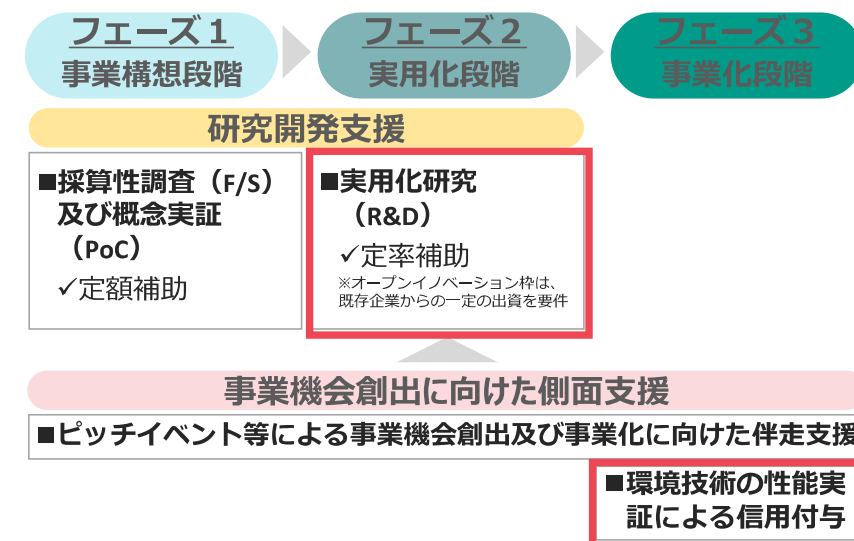 フェーズ１
事業構想段階
フェーズ２
実用化段階
フェーズ３
事業化段階
研究開発支援
■採算性調査（F/S）
及び概念実証
（PoC）
✓定額補助
■実用化研究
（R&D）
✓定率補助
※オープンイノベーション枠は、
既存企業からの一定の出資を要件
事業機会創出に向けた側面支援
■ピッチイベント等による事業機会創出及び事業化に向けた伴走支援
■環境技術の性能実
証による信用付与